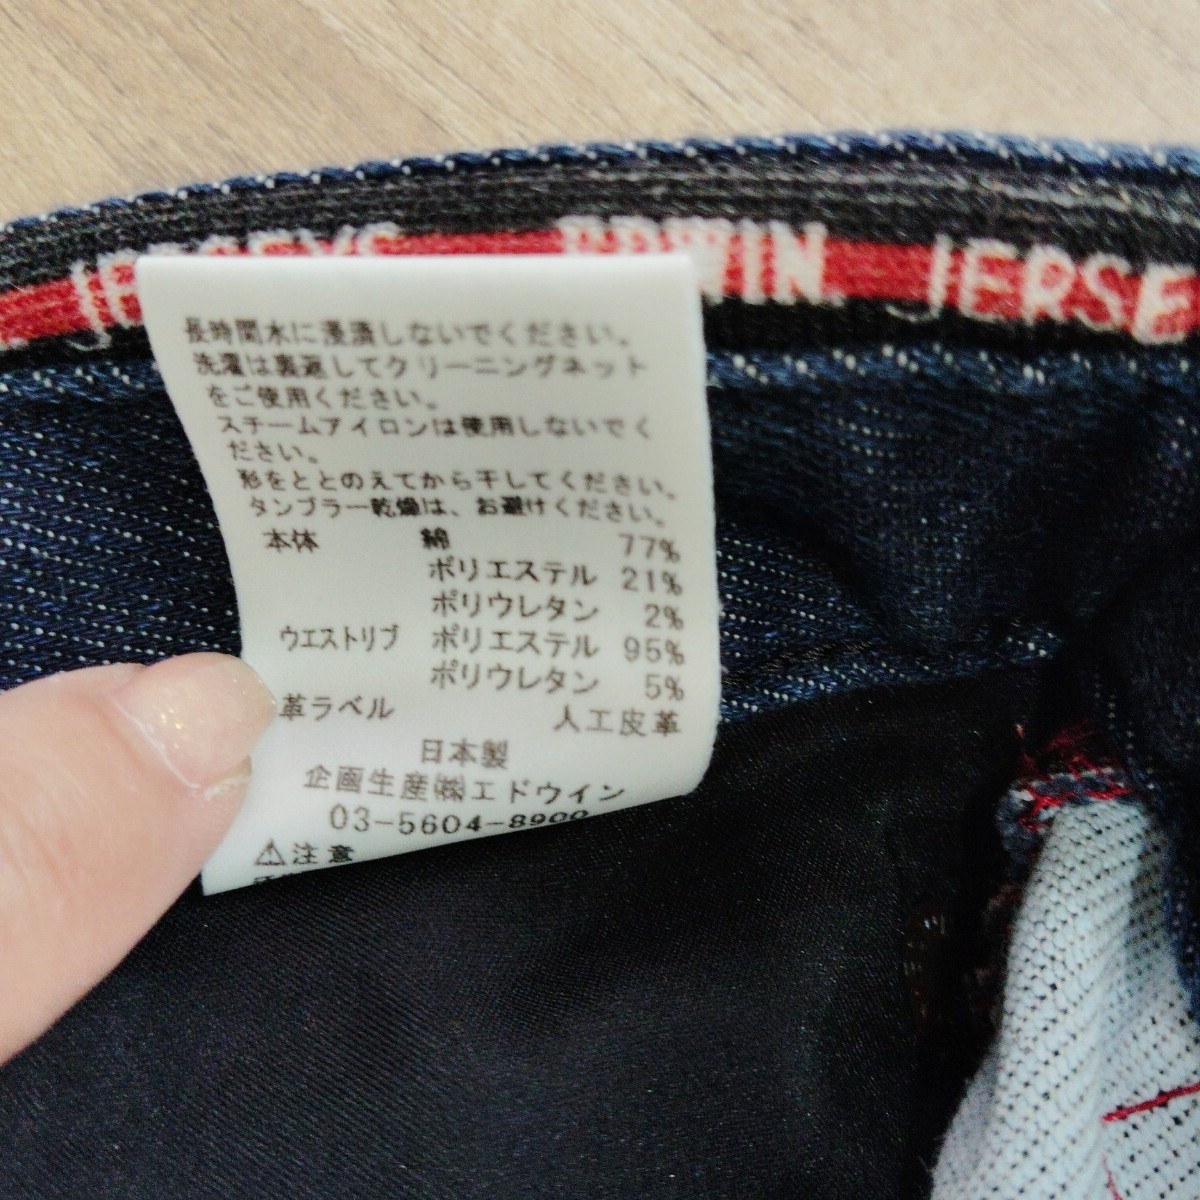 EDWIN. JERSE
長時間水に浸漬しないでください。
洗濯は裏返してクリーニングネット
をご使用ください。
スチームアイロンは使用しないでく
ださい。
形をととのえてから干してください。
タンブラー乾燥は、お避けください。
本体 綿 77%
ポリエステル 21%
ポリウレタン 2%
ウエストリブ ポリエステル 95%
ポリウレタン 5%
革ラベル 人工皮革
日本製
企画生産㈱エドウイン
03-5604-8900
⚠注意